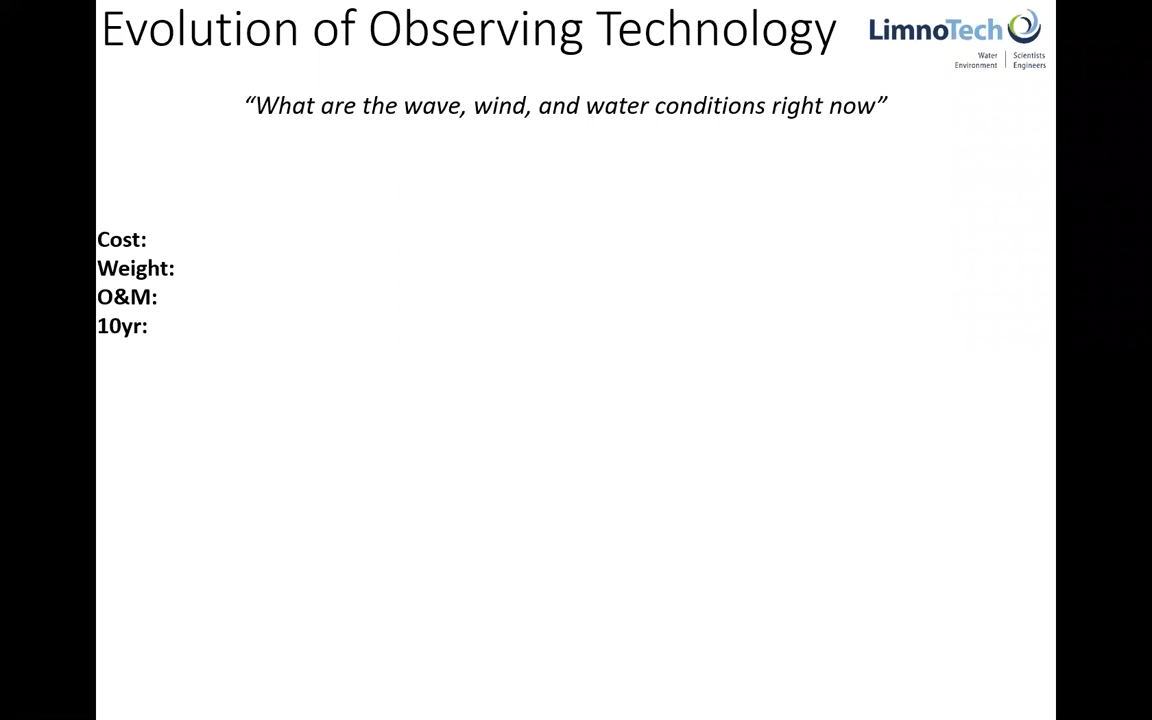 Evolution of Observing Technology
LimnoTech
Water | Scientists
Environment | Engineers
“What are the wave, wind, and water conditions right now”
Cost:
Weight:
O&M:
10yr: